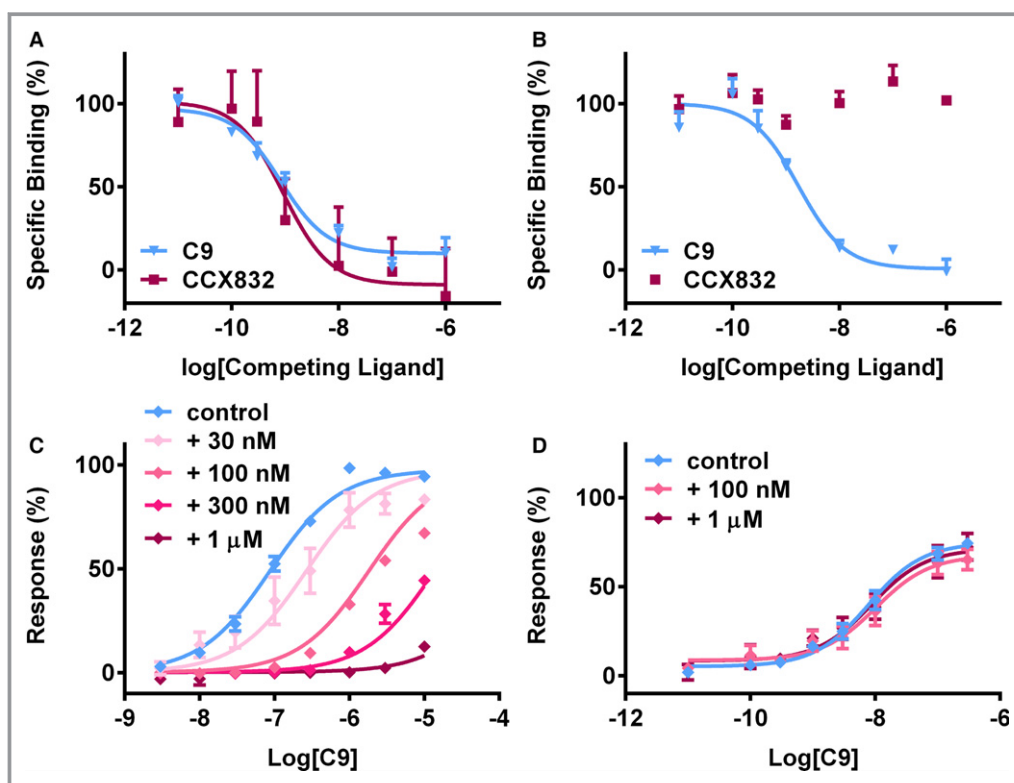 A
Specific Binding (%)
100
50
0
C9
CCX832
-12
-10
-8
-6
log[Competing Ligand]
B
Specific Binding (%)
100
50
0
C9
CCX832
-12
-10
-8
-6
log[Competing Ligand]
C
control
+ 30 nM
+ 100 nM
+ 300 nM
+ 1 μM
Response (%)
100
50
0
-9
-8
-7
-6
-5
-4
Log[C9]
D
control
+ 100 nM
+ 1 μM
Response (%)
100
50
0
-12
-10
-8
-6
Log[C9]